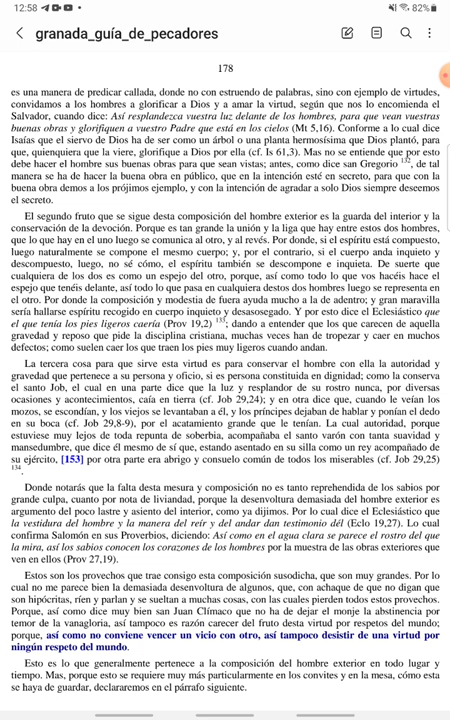 12:58
82%
granada_guía_de_pecadores
178
es una manera de predicar callada, donde no con estruendo de palabras, sino con ejemplo de virtudes,
convidamos a los hombres a glorificar a Dios y a amar la virtud, según que nos lo encomienda el
Salvador, cuando dice: Así resplandezca vuestra luz delante de los hombres, para que vean vuestras
buenas obras y glorifiquen a vuestro Padre que está en los cielos (Mt 5,16). Conforme a lo cual dice
Isaías que el siervo de Dios ha de ser como un árbol o una planta hermosísima que Dios plantó, para
que, quienquiera que la viere, glorifique a Dios por ella (cf. Is 61,3). Mas no se entiende que por esto
debe hacer el hombre sus buenas obras para que sean vistas; antes, como dice san Gregorio 132, de tal
manera se ha de hacer la buena obra en público, que en la intención esté en secreto, para que con la
buena obra demos a los prójimos ejemplo, y con la intención de agradar a solo Dios siempre deseemos
el secreto.
El segundo fruto que se sigue desta composición del hombre exterior es la guarda del interior y la
conservación de la devoción. Porque es tan grande la unión y la liga que hay entre estos dos hombres,
que lo que hay en el uno luego se comunica al otro, y al revés. Por donde, si el espíritu está compuesto,
luego naturalmente se compone el mismo cuerpo; y, por el contrario, si el cuerpo anda inquieto y
descompuesto, luego, no sé cómo, el espíritu también se descompone e inquieta. De suerte que
cualquiera de los dos es como un espejo del otro, porque, así como todo lo que vos hacéis hace el
espejo que tenéis delante, así todo lo que pasa en cualquiera destos dos hombres luego se representa en
el otro. Por donde la composición y modestia de fuera ayuda mucho a la de adentro; y gran maravilla
sería hallarse espíritu recogido en cuerpo inquieto y desasosegado. Y por esto dice el Eclesiástico que
el que tenía los pies ligeros caería (Prov 19,2) 133; dando a entender que los que carecen de aquella
gravedad y reposo que pide la disciplina cristiana, muchas veces han de tropezar y caer en muchos
defectos; como suelen caer los que traen los pies muy ligeros cuando andan.
La tercera cosa para que sirve esta virtud es para conservar el hombre con ella la autoridad y
gravedad que pertenece a su persona y oficio, si es persona constituida en dignidad; como la conserva
el santo Job, el cual en una parte dice que la luz y resplandor de su rostro nunca, por diversas
ocasiones y acontecimientos, caía en tierra (cf. Job 29,24); y en otra dice que, cuando le veían los
mozos, se escondían, y los viejos se levantaban a él, y los príncipes dejaban de hablar y ponían el dedo
en su boca (cf. Job 29,8-9), por el acatamiento grande que le tenían. La cual autoridad, porque
estuviese muy lejos de toda repunta de soberbia, acompañaba el santo varón con tanta suavidad y
mansedumbre, que dice él mesmo de sí que, estando asentado en su silla como un rey acompañado de
su ejército, [153] por otra parte era abrigo y consuelo común de todos los miserables (cf. Job 29,25)
134.
Donde notarás que la falta desta mesura y composición no es tanto reprehendida de los sabios por
grande culpa, cuanto por nota de liviandad, porque la desenvoltura demasiada del hombre exterior es
argumento del poco lastre y asiento del interior, como ya dijimos. Por lo cual dice el Eclesiástico que
la vestidura del hombre y la manera del reír y del andar dan testimonio dél (Eclo 19,27). Lo cual
confirma Salomón en sus Proverbios, diciendo: Así como en el agua clara se parece el rostro del que
la mira, así los sabios conocen los corazones de los hombres por la muestra de las obras exteriores que
ven en ellos (Prov 27,19).
Estos son los provechos que trae consigo esta composición susodicha, que son muy grandes. Por lo
cual no me parece bien la demasiada desenvoltura de algunos, que, con achaque de que no digan que
son hipócritas, ríen y parlan y se sueltan a muchas cosas, con las cuales pierden todos estos provechos.
Porque, así como dice muy bien san Juan Clímaco que no ha de dejar el monje la abstinencia por
temor de la vanagloria, así tampoco es razón carecer del fruto desta virtud por respetos del mundo;
porque, así como no conviene vencer un vicio con otro, así tampoco desistir de una virtud por
ningún respeto del mundo.
Esto es lo que generalmente pertenece a la composición del hombre exterior en todo lugar y
tiempo. Mas, porque esto se requiere muy más particularmente en los convites y en la mesa, cómo esta
se haya de guardar, declararemos en el párrafo siguiente.